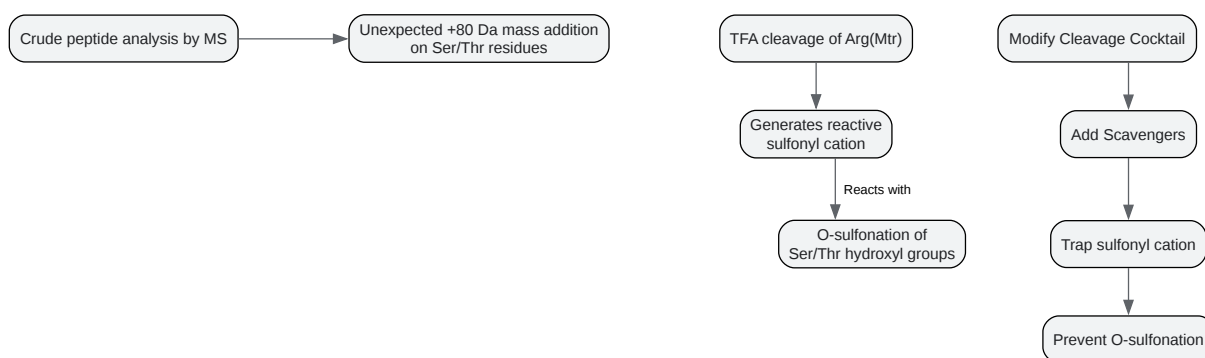 Crude peptide analysis by MS
Unexpected +80 Da mass addition
on Ser/Thr residues
TFA cleavage of Arg(Mtr)
Generates reactive
sulfonyl cation
Reacts with
O-sulfonation of
Ser/Thr hydroxyl groups
Modify Cleavage Cocktail
Add Scavengers
Trap sulfonyl cation
Prevent O-sulfonation